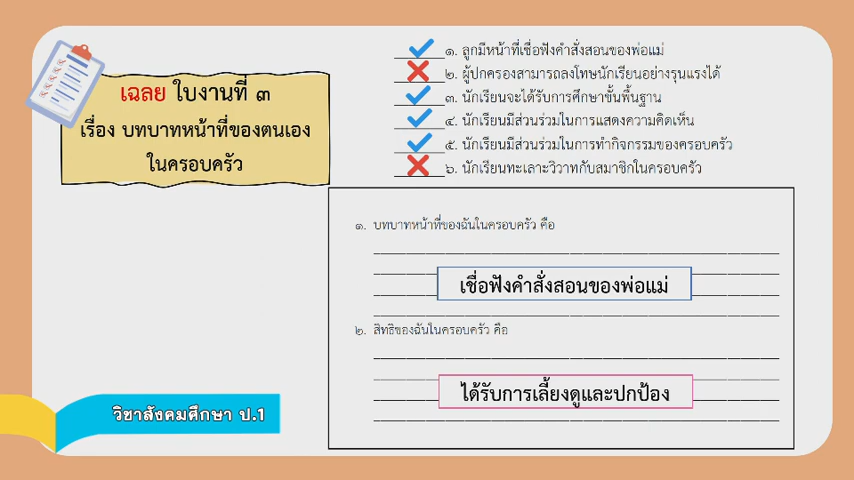 เฉลย ใบงานที่ ๓
เรื่อง บทบาทหน้าที่ของตนเอง
ในครอบครัว
๑. ลูกมีหน้าที่เชื่อฟังคำสั่งสอนของพ่อแม่
๒. ผู้ปกครองสามารถลงโทษนักเรียนอย่างรุนแรงได้
๓. นักเรียนจะได้รับการศึกษาขั้นพื้นฐาน
๔. นักเรียนมีส่วนร่วมในการแสดงความคิดเห็น
๕. นักเรียนมีส่วนร่วมในการทำกิจกรรมของครอบครัว
๖. นักเรียนทะเลาะวิวาทกับสมาชิกในครอบครัว
๑. บทบาทหน้าที่ของฉันในครอบครัว คือ
เชื่อฟังคำสั่งสอนของพ่อแม่
๒. สิทธิของฉันในครอบครัว คือ
ได้รับการเลี้ยงดูและปกป้อง
วิชาสังคมศึกษา ป.1